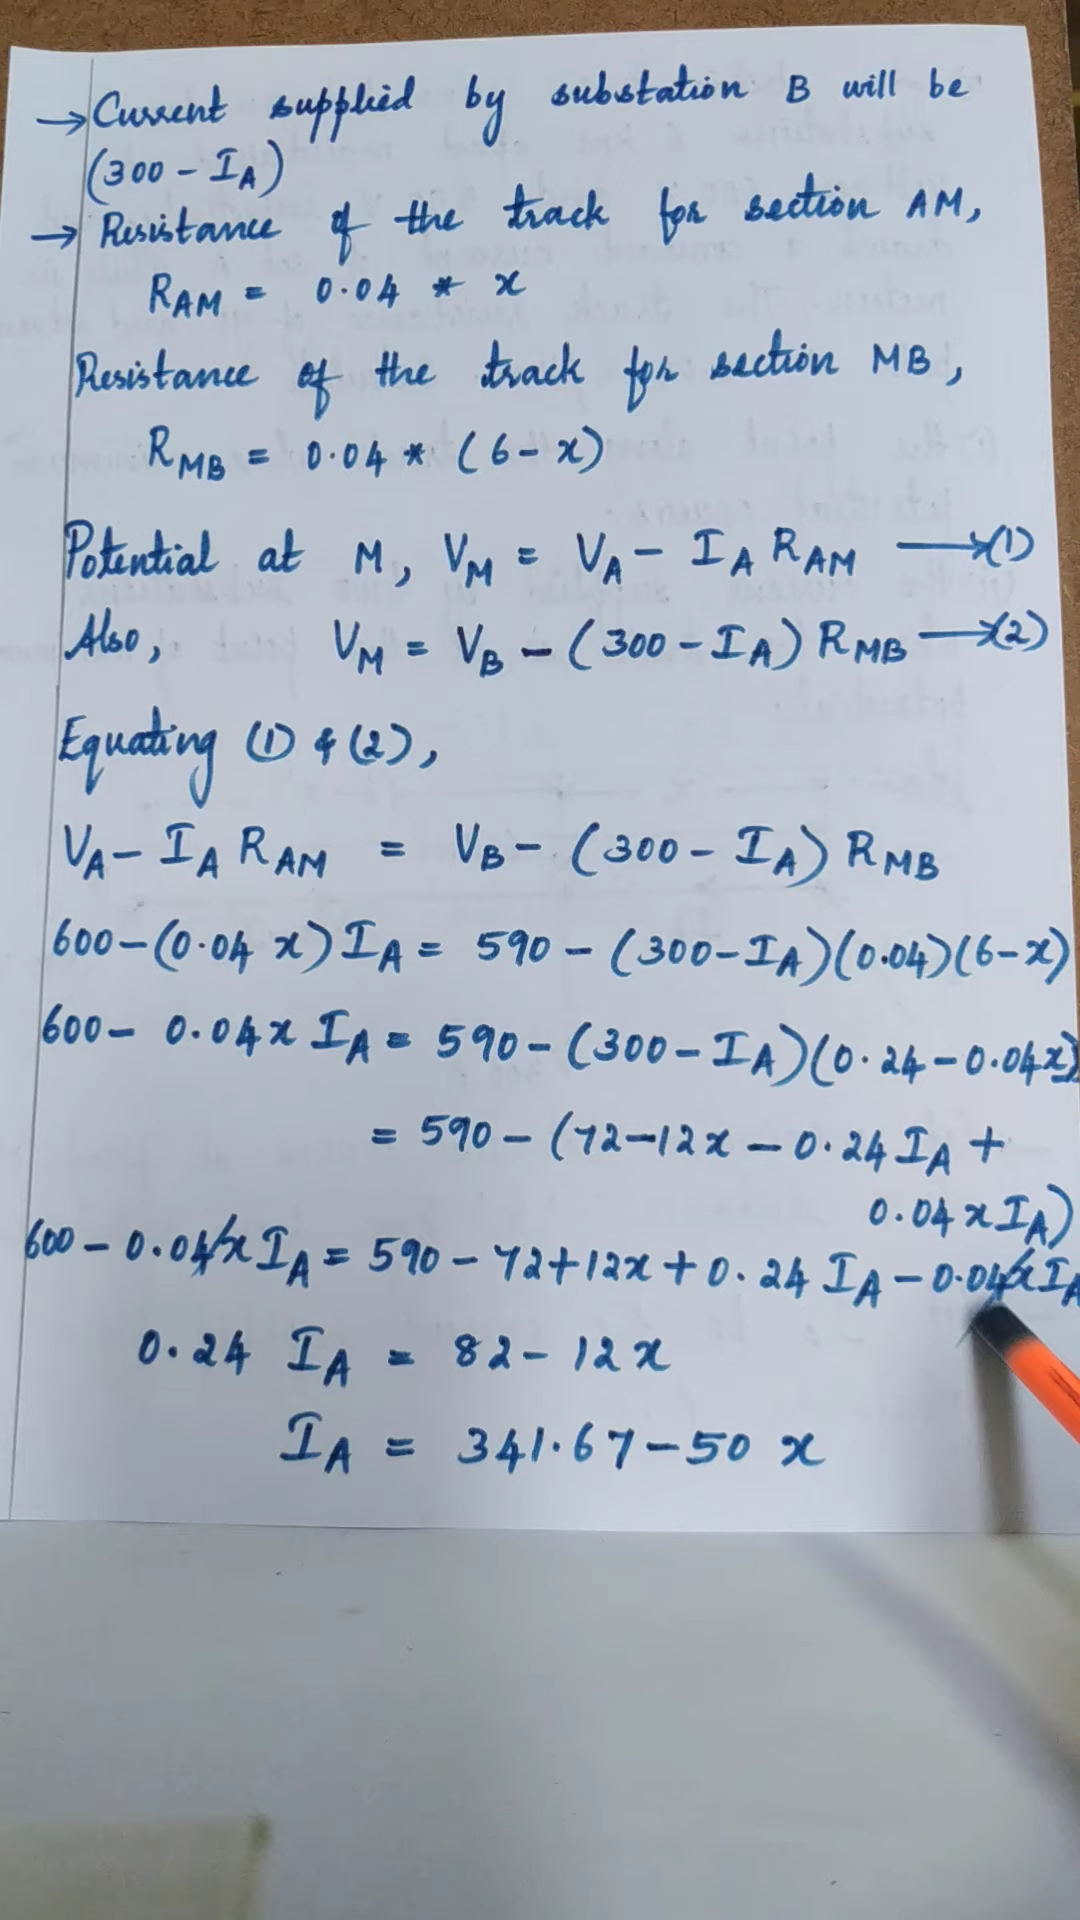 → Current supplied by substation B will be
(300 - I_A)
→ Resistance of the track for section AM,
R_AM = 0.04 * x
Resistance of the track for section MB,
R_MB = 0.04 * (6 - x)
Potential at M, V_M = V_A - I_A R_AM → (1)
Also, V_M = V_B - (300 - I_A) R_MB → (2)
Equating (1) & (2),
V_A - I_A R_AM = V_B - (300 - I_A) R_MB
600 - (0.04 x) I_A = 590 - (300 - I_A)(0.04)(6 - x)
600 - 0.04x I_A = 590 - (300 - I_A)(0.24 - 0.04x)
= 590 - (72 - 12x - 0.24 I_A +
0.04 x I_A)
600 - 0.04x I_A = 590 - 72 + 12x + 0.24 I_A - 0.04x I_A
0.24 I_A = 82 - 12x
I_A = 341.67 - 50 x